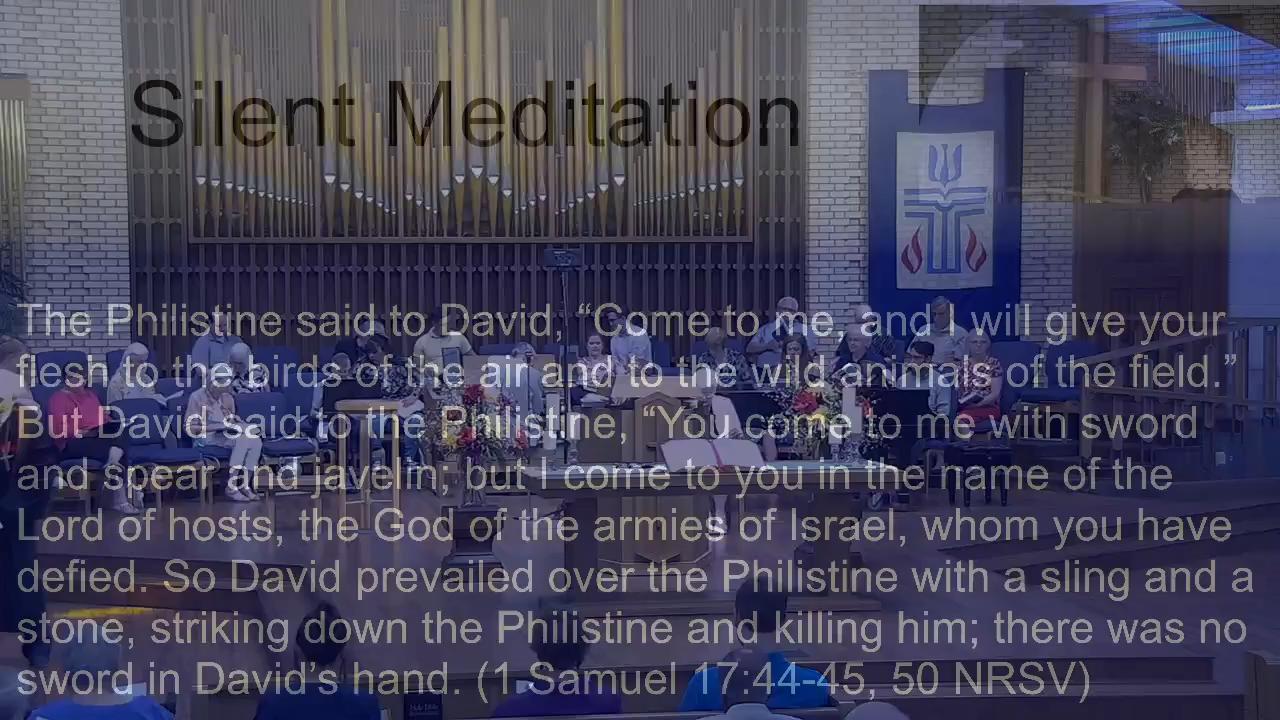 Silent Meditation
The Philistine said to David, “Come to me, and I will give your
flesh to the birds of the air and to the wild animals of the field.”
But David said to the Philistine, “You come to me with sword
and spear and javelin; but I come to you in the name of the
Lord of hosts, the God of the armies of Israel, whom you have
defied. So David prevailed over the Philistine with a sling and a
stone, striking down the Philistine and killing him; there was no
sword in David’s hand. (1 Samuel 17:44-45, 50 NRSV)
Holy Bible